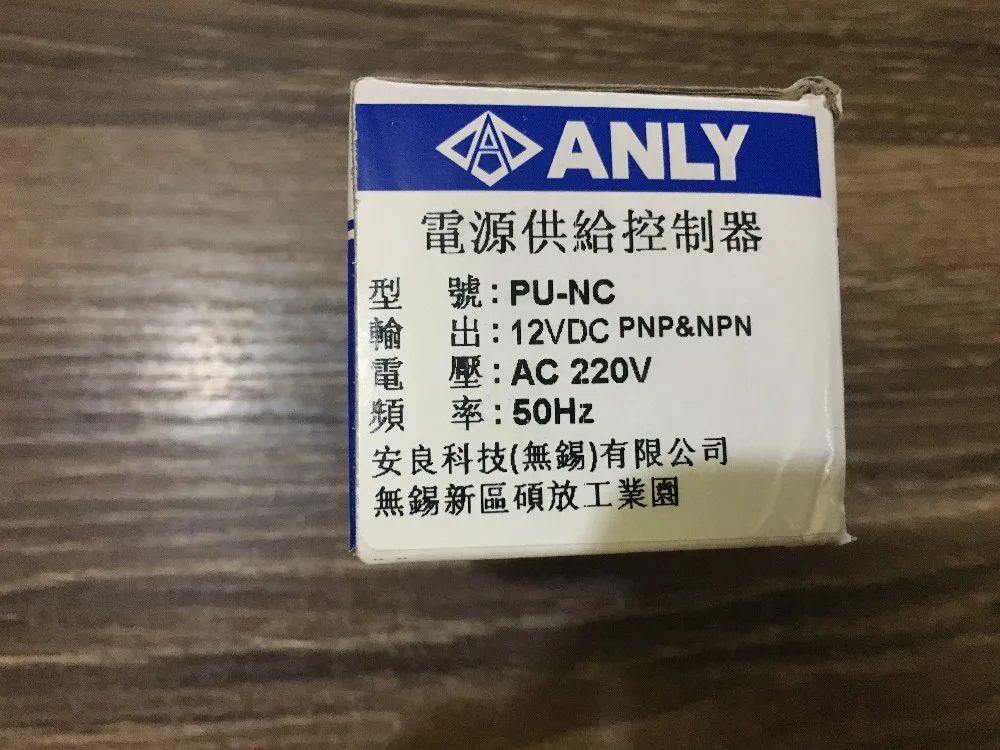 ANLY
電源供給控制器
型 號:PU-NC
輸 出:12VDC PNP&NPN
電 壓:AC 220V
頻 率:50Hz
安良科技(無錫)有限公司
無錫新區碩放工業園